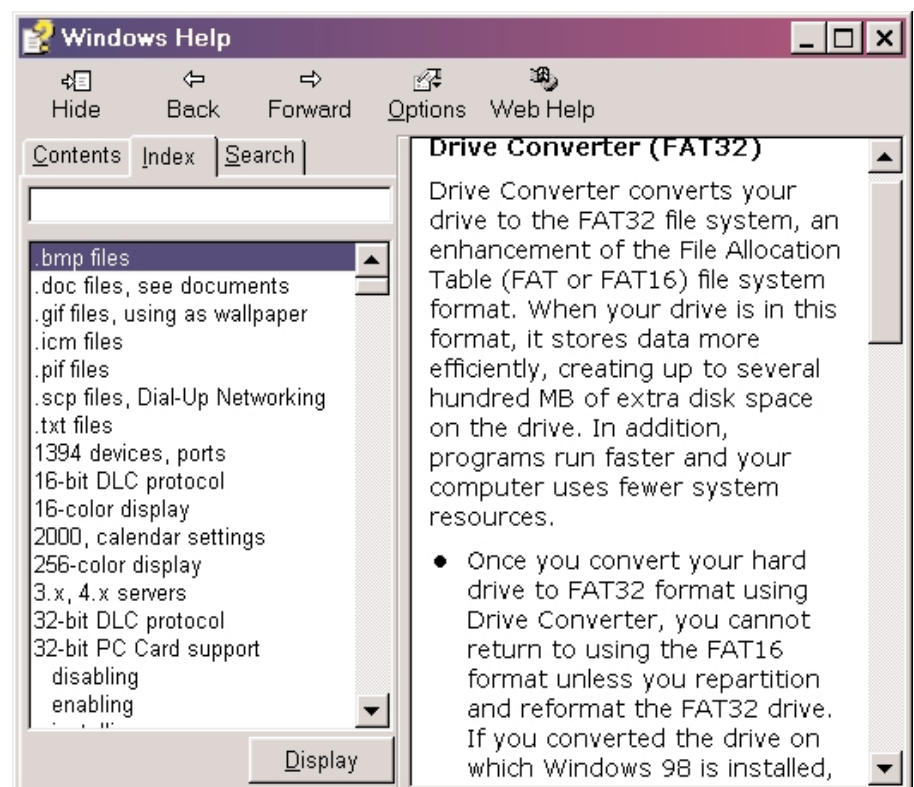 Windows Help
Hide Back Forward Options Web Help
Contents Index Search
.bmp files
.doc files, see documents
.gif files, using as wallpaper
.icm files
.pif files
.scp files, Dial-Up Networking
.txt files
1394 devices, ports
16-bit DLC protocol
16-color display
2000, calendar settings
256-color display
3.x, 4.x servers
32-bit DLC protocol
32-bit PC Card support
disabling
enabling
Display
Drive Converter (FAT32)
Drive Converter converts your
drive to the FAT32 file system, an
enhancement of the File Allocation
Table (FAT or FAT16) file system
format. When your drive is in this
format, it stores data more
efficiently, creating up to several
hundred MB of extra disk space
on the drive. In addition,
programs run faster and your
computer uses fewer system
resources.
● Once you convert your hard
drive to FAT32 format using
Drive Converter, you cannot
return to using the FAT16
format unless you repartition
and reformat the FAT32 drive.
If you converted the drive on
which Windows 98 is installed,